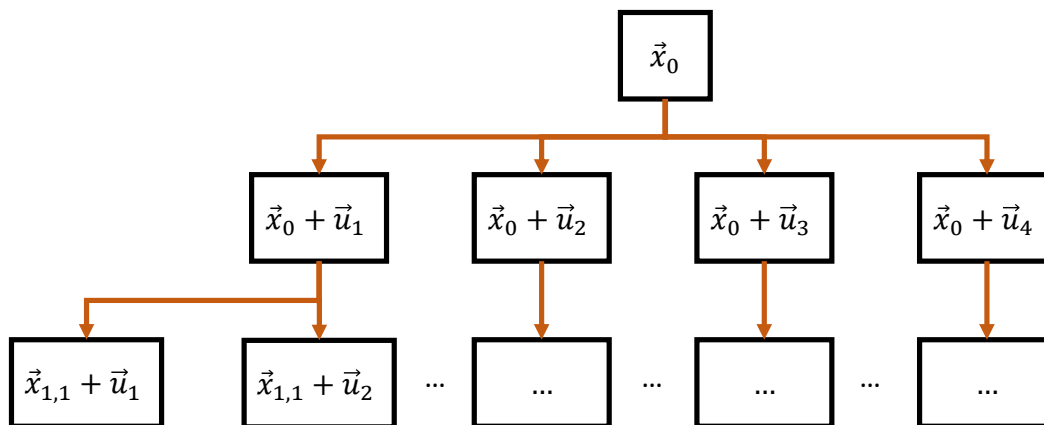 x⃗₀
x⃗₀ + u⃗₁ x⃗₀ + u⃗₂ x⃗₀ + u⃗₃ x⃗₀ + u⃗₄
x⃗₁,₁ + u⃗₁ x⃗₁,₁ + u⃗₂ ... ... ... ... ... ...